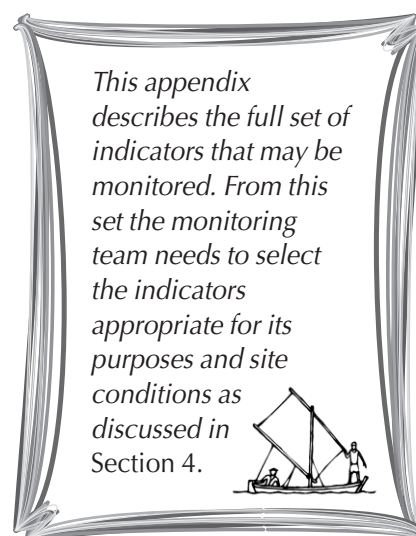 This appendix
describes the full set of
indicators that may be
monitored. From this
set the monitoring
team needs to select
the indicators
appropriate for its
purposes and site
conditions as
discussed in
Section 4.